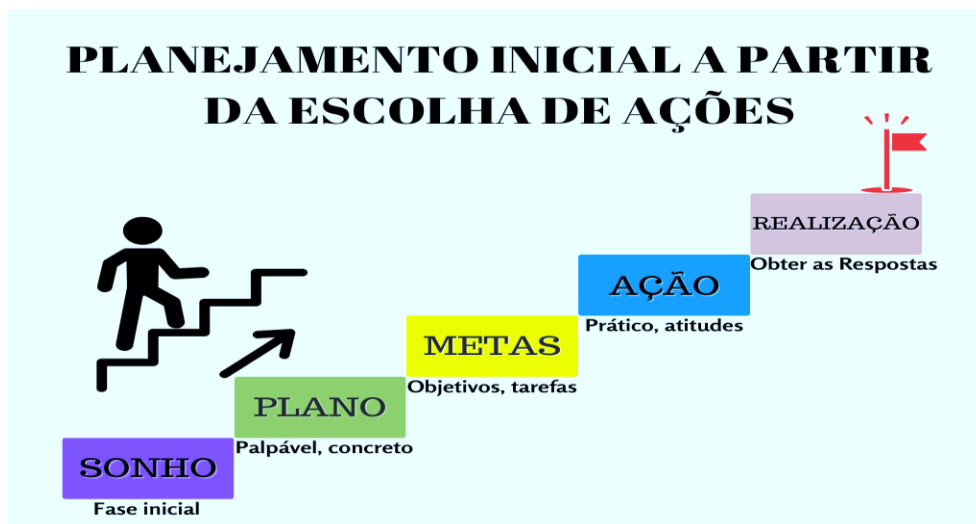 PLANEJAMENTO INICIAL A PARTIR
DA ESCOLHA DE AÇÕES
REALIZAÇÃO
Obter as Respostas
AÇÃO
Prático, atitudes
METAS
Objetivos, tarefas
PLANO
Palpável, concreto
SONHO
Fase inicial